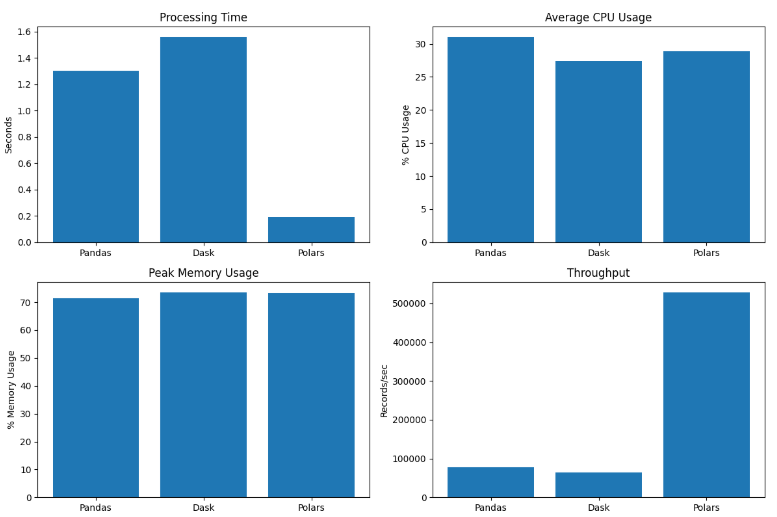 Processing Time
1.6
1.4
1.2
1.0
0.8
0.6
0.4
0.2
0.0
Seconds
Pandas Dask Polars
Average CPU Usage
30
25
20
15
10
5
0
% CPU Usage
Pandas Dask Polars
Peak Memory Usage
70
60
50
40
30
20
10
0
% Memory Usage
Pandas Dask Polars
Throughput
500000
400000
300000
200000
100000
0
Records/sec
Pandas Dask Polars